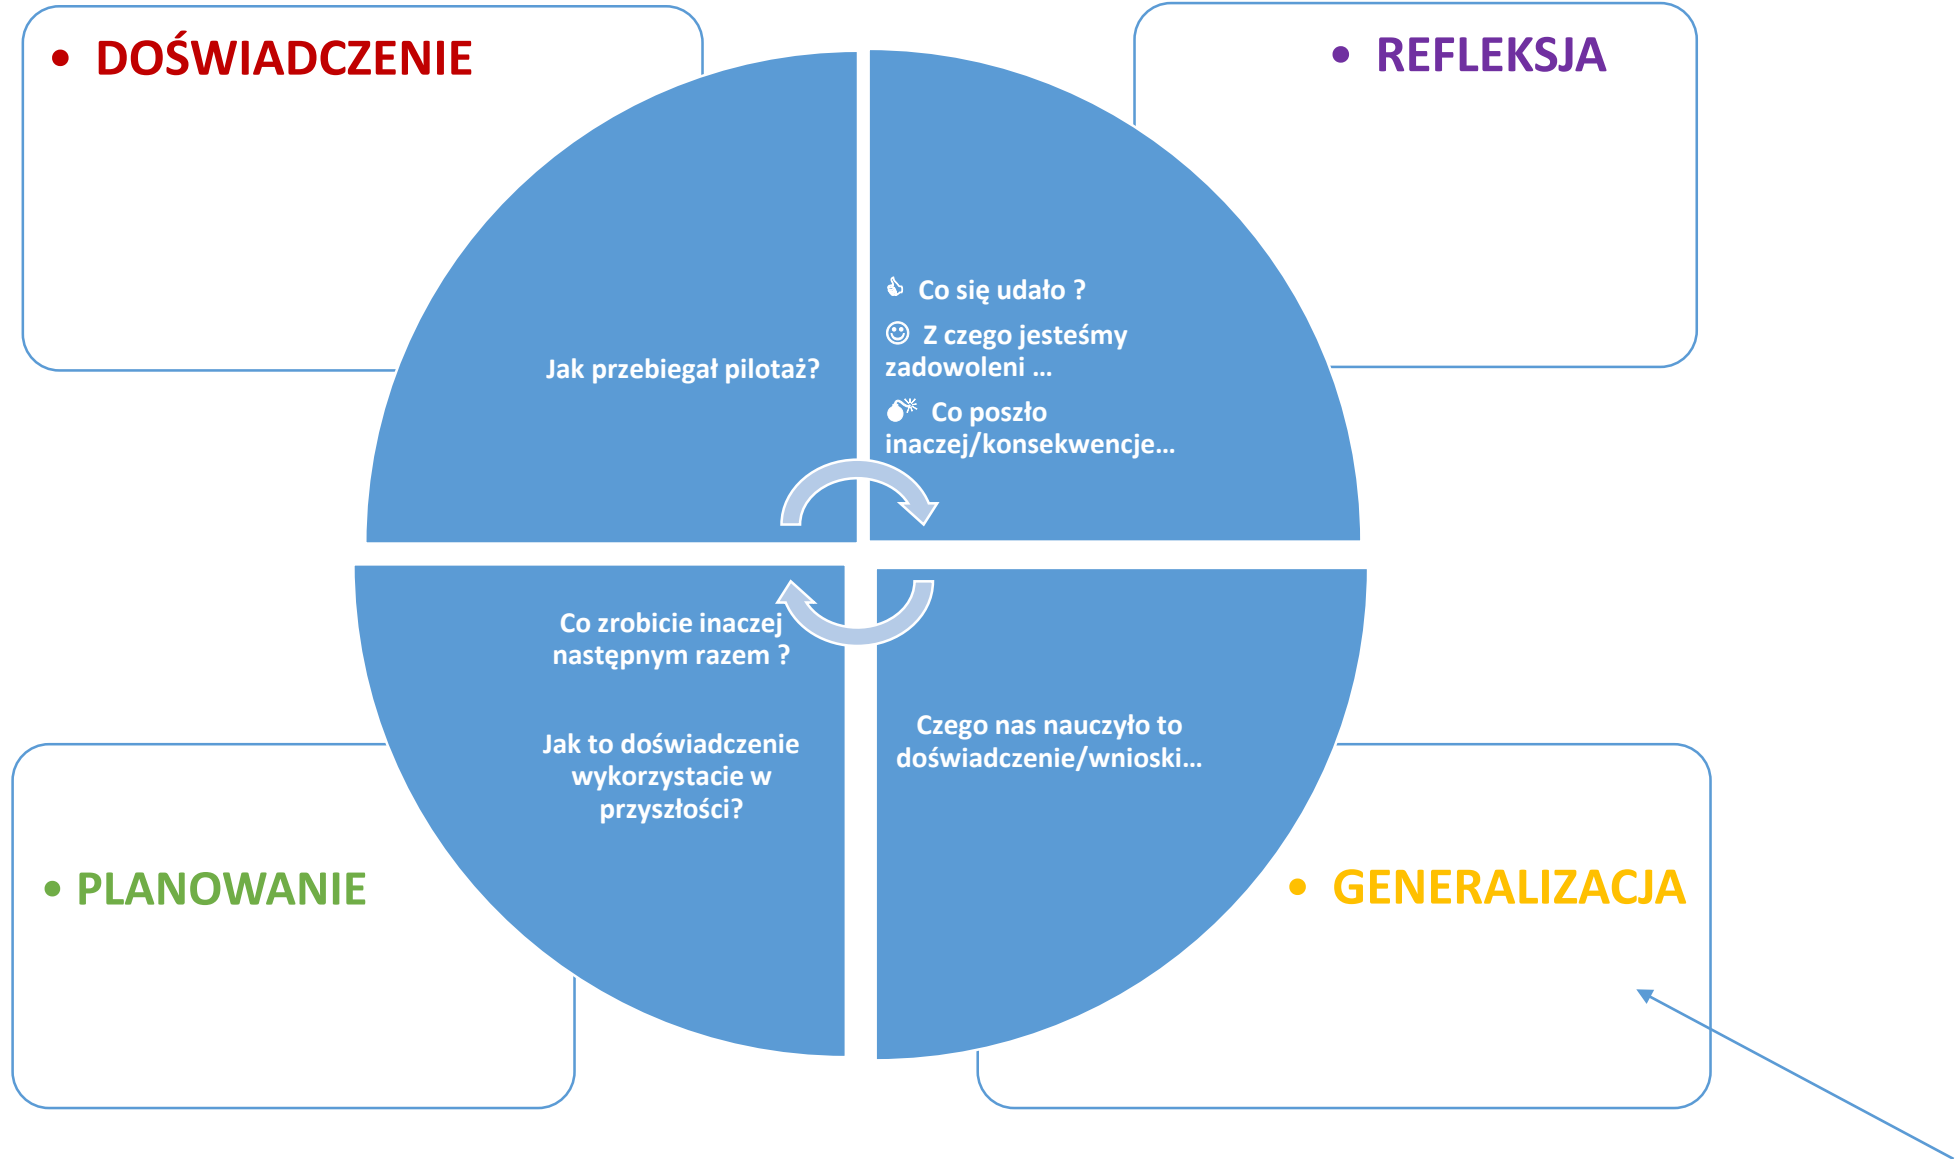 • DOŚWIADCZENIE
• REFLEKSJA
Jak przebiegał pilotaż?
Co się udało ?
Z czego jesteśmy
zadowoleni ...
Co poszło
inaczej/konsekwencje...
Co zrobicie inaczej
następnym razem ?
Jak to doświadczenie
wykorzystacie w
przyszłości?
Czego nas nauczyło to
doświadczenie/wnioski...
• PLANOWANIE
• GENERALIZACJA